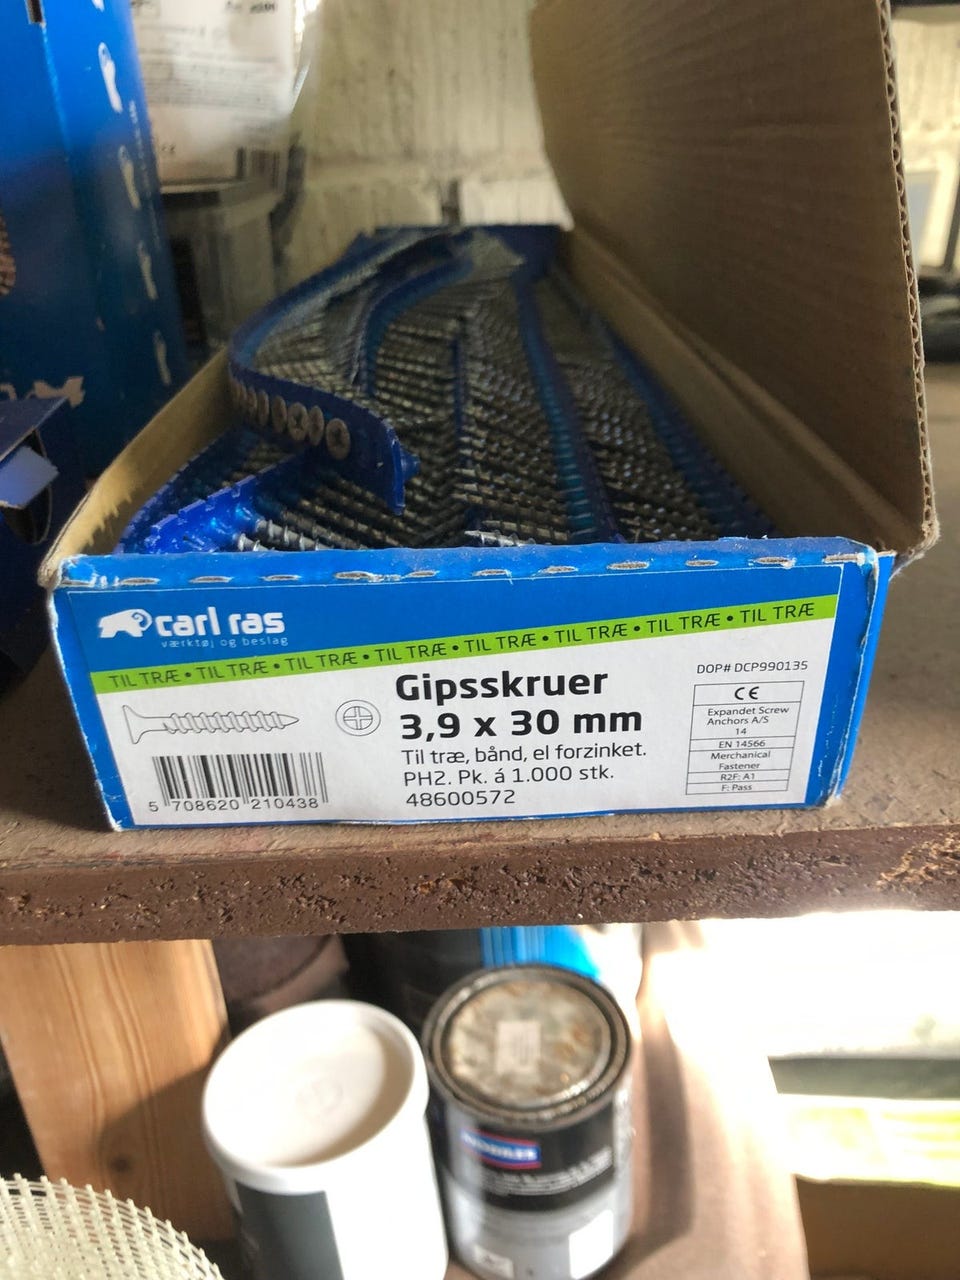 carl ras
værktøj og beslag
TIL TRÆ • TIL TRÆ • TIL TRÆ • TIL TRÆ • TIL TRÆ • TIL TRÆ • TIL TRÆ • TIL TRÆ
Gipsskruer
3,9 x 30 mm
Til træ, bånd, el forzinket.
PH2. Pk. á 1.000 stk.
48600572
5 708620 210438
DOP# DCP990135
CE
Expandet Screw
Anchors A/S
14
EN 14566
Merchanical
Fastener
R2F: A1
F: Pass